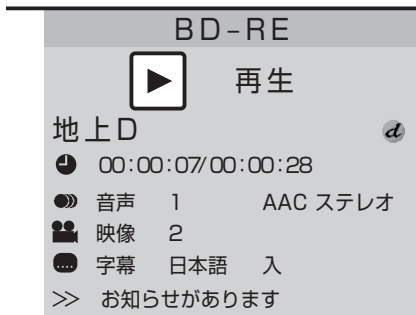 BD-RE
再生
地上D d
00:00:07/00:00:28
音声 1 AAC ステレオ
映像 2
字幕 日本語 入
>> お知らせがあります